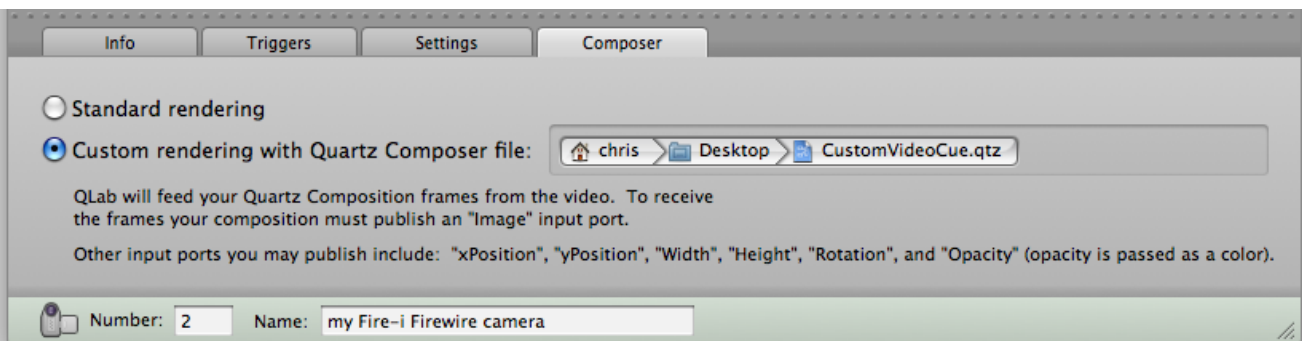 Info Triggers Settings Composer
Standard rendering
Custom rendering with Quartz Composer file: chris Desktop CustomVideoCue.qtz
QLab will feed your Quartz Composition frames from the video.  To receive
the frames your composition must publish an "Image" input port.
Other input ports you may publish include:  "xPosition", "yPosition", "Width", "Height", "Rotation", and "Opacity" (opacity is passed as a color).
Number: 2 Name: my Fire-i Firewire camera